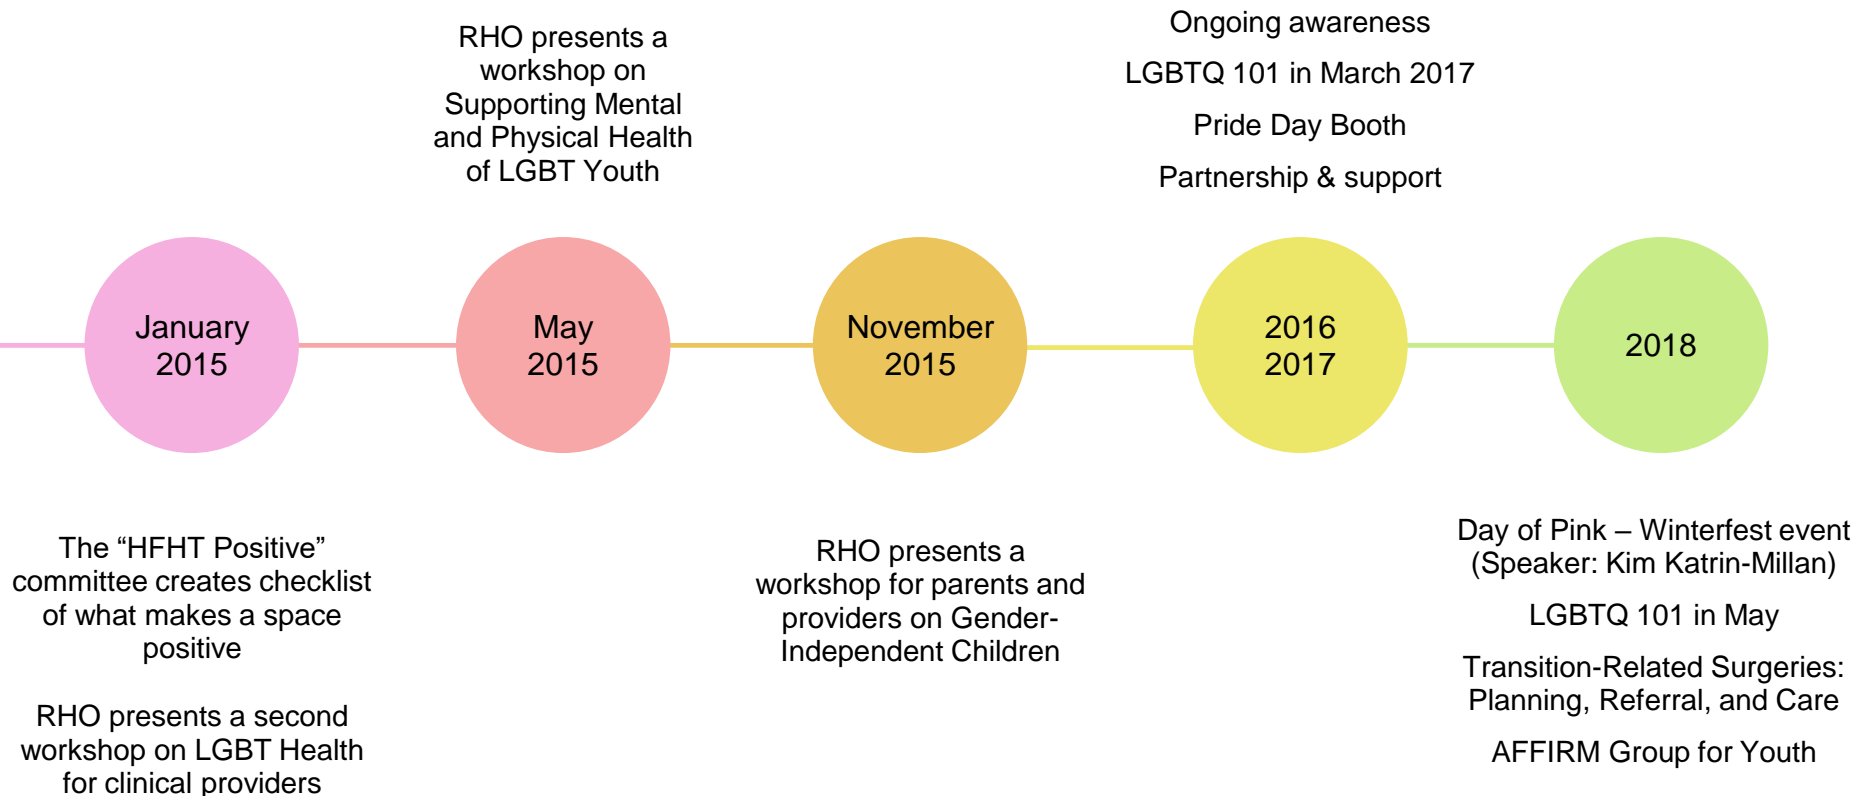 RHO presents a
workshop on
Supporting Mental
and Physical Health
of LGBT Youth
Ongoing awareness
LGBTQ 101 in March 2017
Pride Day Booth
Partnership & support
January
2015
May
2015
November
2015
2016
2017
2018
The “HFHT Positive”
committee creates checklist
of what makes a space
positive
RHO presents a second
workshop on LGBT Health
for clinical providers
RHO presents a
workshop for parents and
providers on Gender-
Independent Children
Day of Pink – Winterfest event
(Speaker: Kim Katrin-Millan)
LGBTQ 101 in May
Transition-Related Surgeries:
Planning, Referral, and Care
AFFIRM Group for Youth